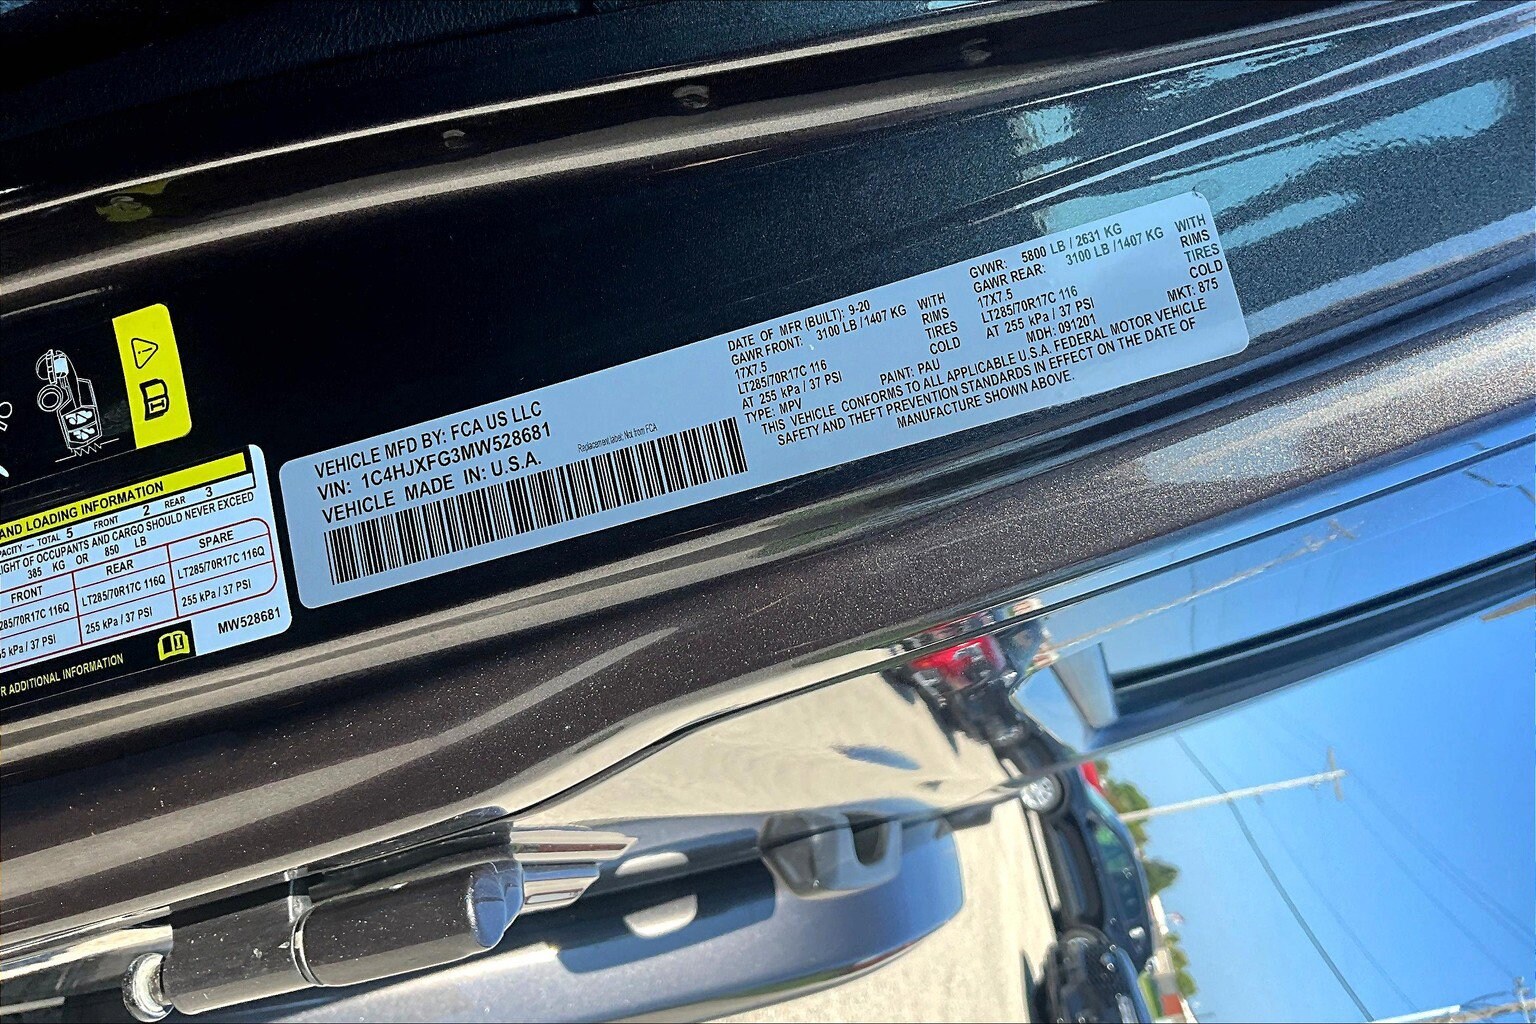 VEHICLE MFD BY: FCA US LLC
VIN: 1C4HJXFG3MW528681
VEHICLE MADE IN: U.S.A.
Replacement label; Not from FCA
DATE OF MFR (BUILT): 9-20
GAWR FRONT: 3100 LB /1407 KG
17X7.5 WITH
LT285/70R17C 116 RIMS
AT 255 kPa / 37 PSI TIRES
TYPE: MPV COLD
PAINT: PAU
GVWR: 5800 LB / 2631 KG
GAWR REAR: 3100 LB /1407 KG
17X7.5 WITH
LT285/70R17C 116 RIMS
AT 255 kPa / 37 PSI TIRES
MDH: 091201 COLD
MKT: 875
THIS VEHICLE CONFORMS TO ALL APPLICABLE U.S.A. FEDERAL MOTOR VEHICLE
SAFETY AND THEFT PREVENTION STANDARDS IN EFFECT ON THE DATE OF
MANUFACTURE SHOWN ABOVE.
AND LOADING INFORMATION
TOTAL 5 FRONT 2 REAR 3
OF OCCUPANTS AND CARGO SHOULD NEVER EXCEED
385 KG OR 850 LB
FRONT REAR SPARE
285/70R17C 116Q LT285/70R17C 116Q LT285/70R17C 116Q
kPa / 37 PSI 255 kPa / 37 PSI 255 kPa / 37 PSI
MW528681
ADDITIONAL INFORMATION